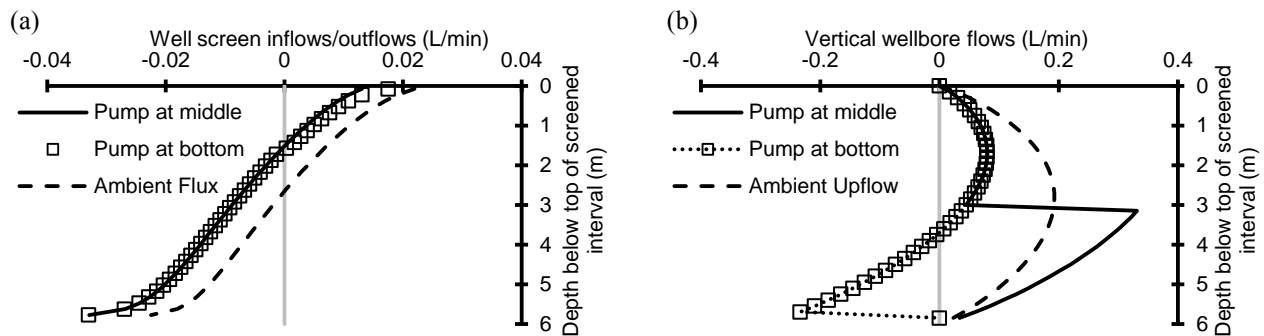 (a)
Well screen inflows/outflows (L/min)
-0.04 -0.02 0 0.02 0.04
0
1
2
3
4
5
6
Depth below top of screened
interval (m)
Pump at middle
Pump at bottom
Ambient Flux
(b)
Vertical wellbore flows (L/min)
-0.4 -0.2 0 0.2 0.4
0
1
2
3
4
5
6
Depth below top of screened
interval (m)
Pump at middle
Pump at bottom
Ambient Upflow